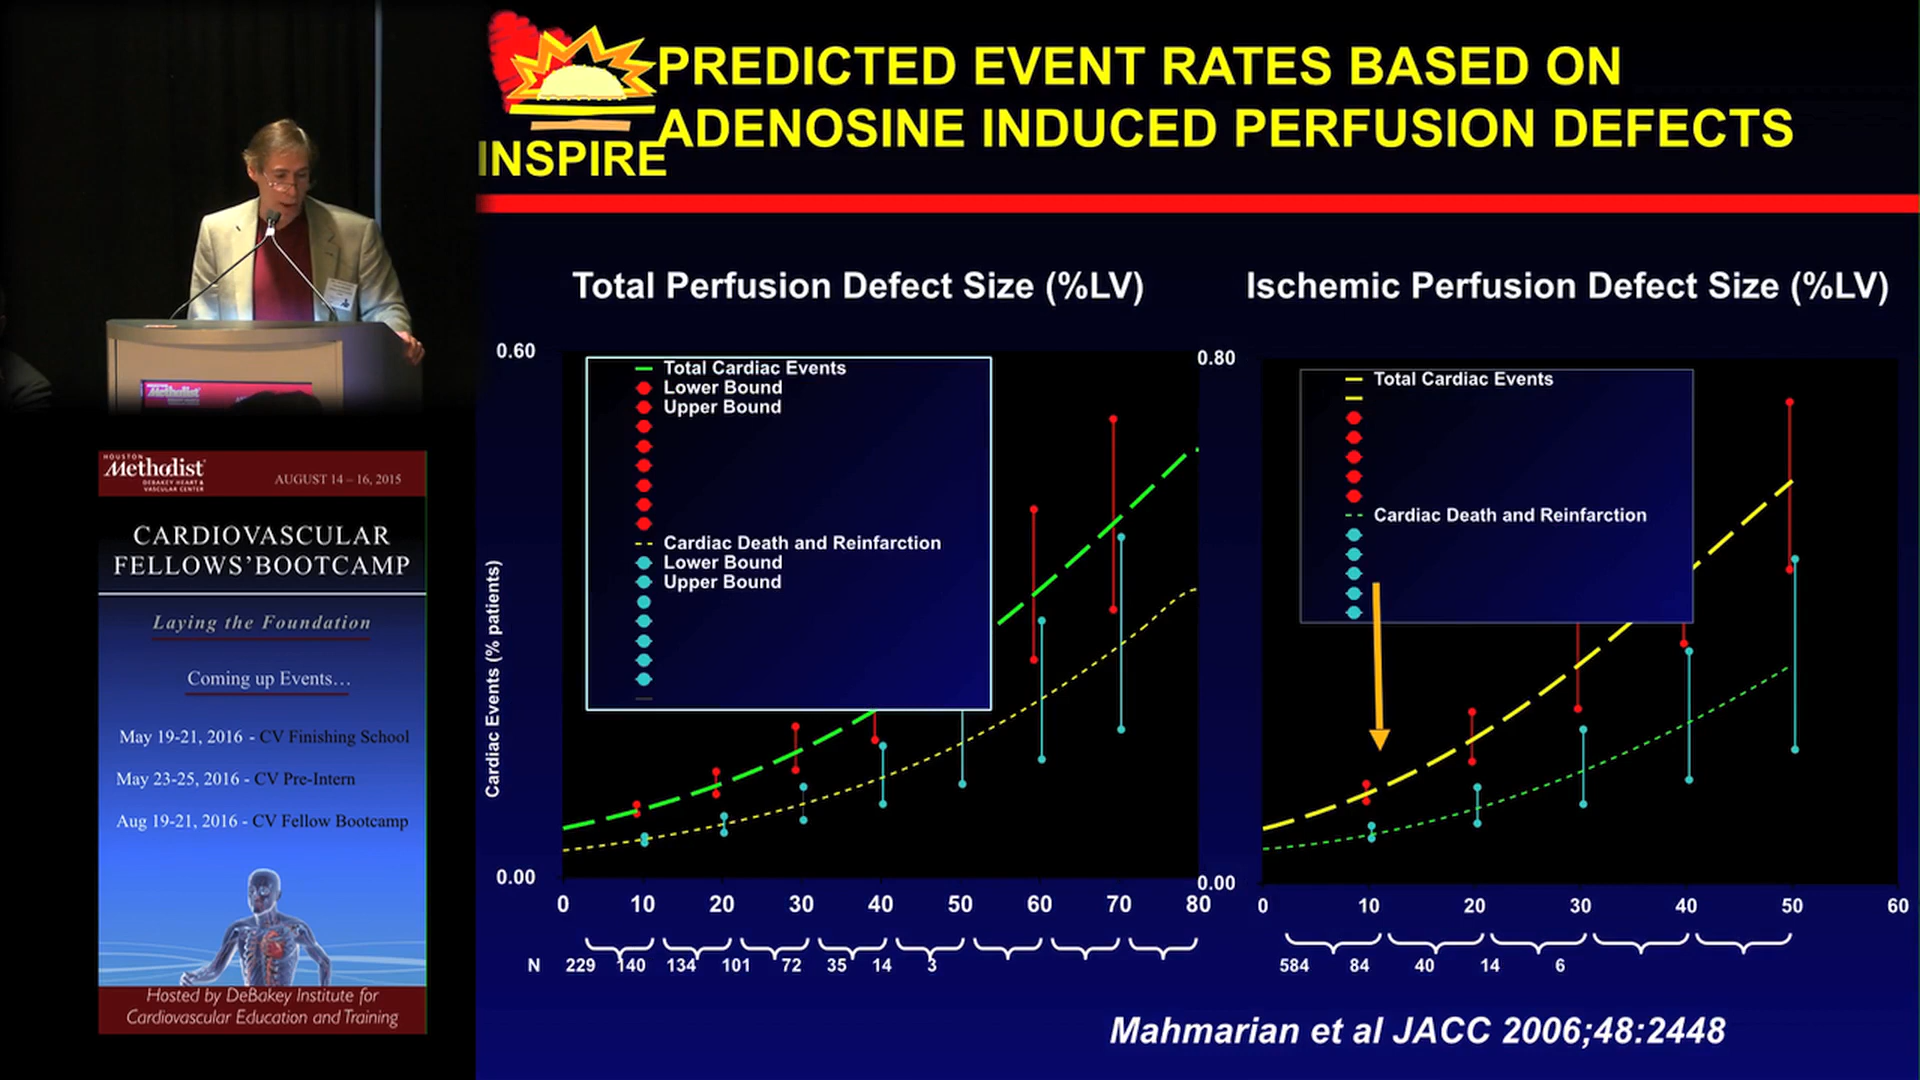 PREDICTED EVENT RATES BASED ON
ADENOSINE INDUCED PERFUSION DEFECTS
INSPIRE
Total Perfusion Defect Size (%LV)
0.60
Total Cardiac Events
Lower Bound
Upper Bound
Cardiac Death and Reinfarction
Lower Bound
Upper Bound
Cardiac Events (% patients)
0.00
0 10 20 30 40 50 60 70 80
N 229 140 134 101 72 35 14 3
Ischemic Perfusion Defect Size (%LV)
0.80
Total Cardiac Events
Cardiac Death and Reinfarction
0.00
0 10 20 30 40 50 60
584 84 40 14 6
Mahmarian et al JACC 2006;48:2448
Methodist
HOUSTON
Methodist
DEBAKEY HEART &
VASCULAR CENTER
AUGUST 14 – 16, 2015
CARDIOVASCULAR
FELLOWS’BOOTCAMP
Laying the Foundation
Coming up Events…
May 19-21, 2016 - CV Finishing School
May 23-25, 2016 - CV Pre-Intern
Aug 19-21, 2016 - CV Fellow Bootcamp
Hosted by DeBakey Institute for
Cardiovascular Education and Training